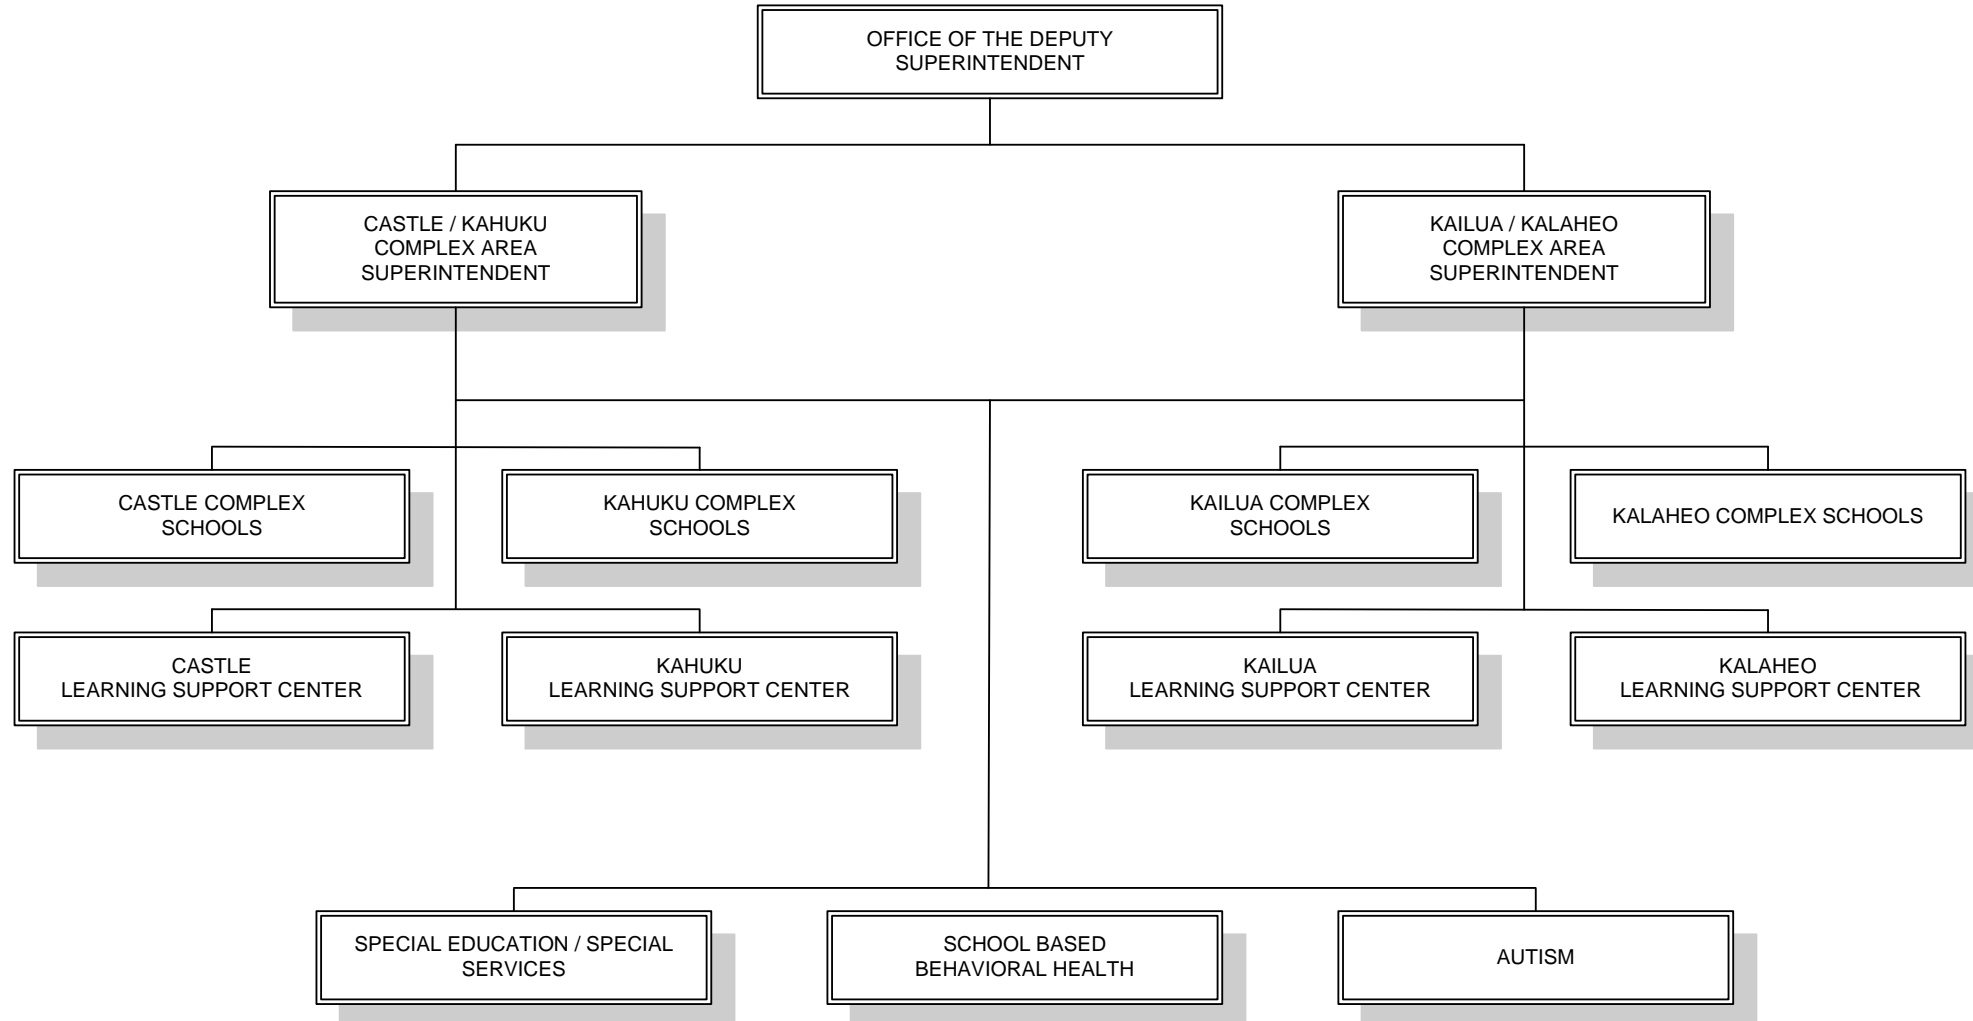 OFFICE OF THE DEPUTY
SUPERINTENDENT
CASTLE / KAHUKU
COMPLEX AREA
SUPERINTENDENT
KAILUA / KALAHEO
COMPLEX AREA
SUPERINTENDENT
CASTLE COMPLEX
SCHOOLS
KAHUKU COMPLEX
SCHOOLS
KAILUA COMPLEX
SCHOOLS
KALAHEO COMPLEX SCHOOLS
CASTLE
LEARNING SUPPORT CENTER
KAHUKU
LEARNING SUPPORT CENTER
KAILUA
LEARNING SUPPORT CENTER
KALAHEO
LEARNING SUPPORT CENTER
SPECIAL EDUCATION / SPECIAL
SERVICES
SCHOOL BASED
BEHAVIORAL HEALTH
AUTISM